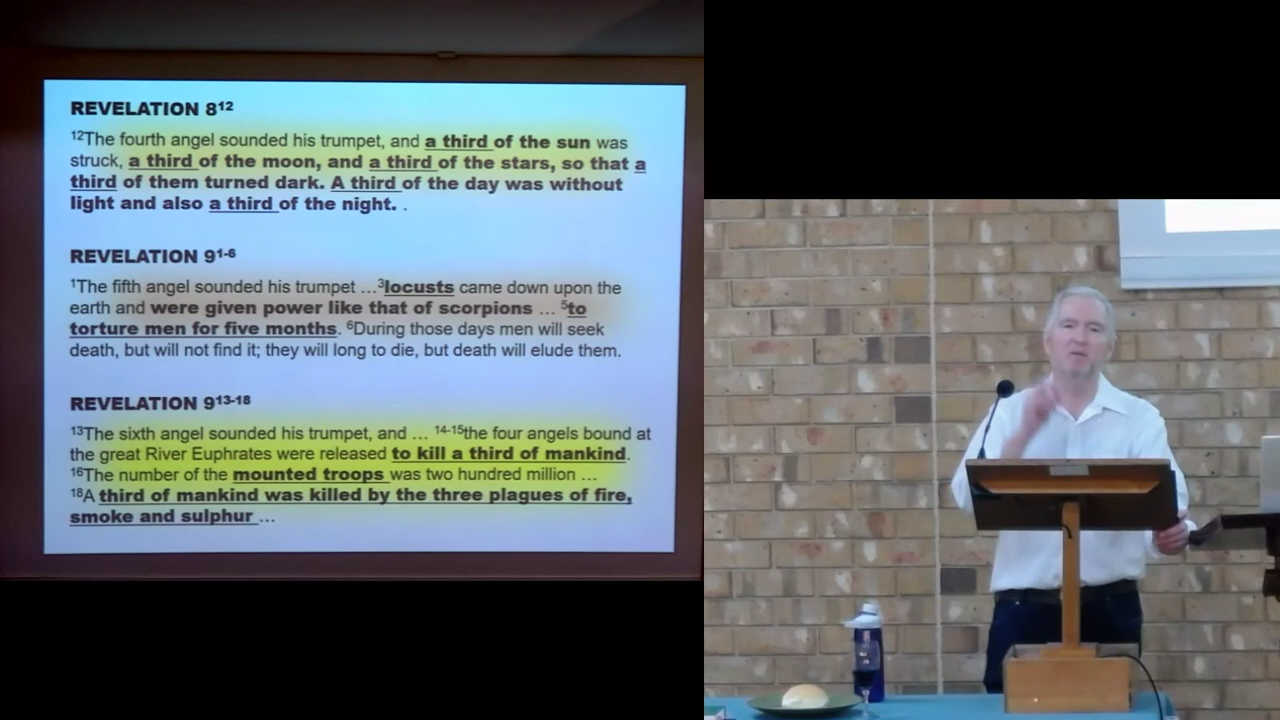 REVELATION 8¹²
¹²The fourth angel sounded his trumpet, and a third of the sun was
struck, a third of the moon, and a third of the stars, so that a
third of them turned dark. A third of the day was without
light and also a third of the night. .
REVELATION 9¹⁻⁶
¹The fifth angel sounded his trumpet ...³locusts came down upon the
earth and were given power like that of scorpions ... ⁵to
torture men for five months. ⁶During those days men will seek
death, but will not find it; they will long to die, but death will elude them.
REVELATION 9¹³⁻¹⁸
¹³The sixth angel sounded his trumpet, and ... ¹⁴⁻¹⁵the four angels bound at
the great River Euphrates were released to kill a third of mankind.
¹⁶The number of the mounted troops was two hundred million ...
¹⁸A third of mankind was killed by the three plagues of fire,
smoke and sulphur ...